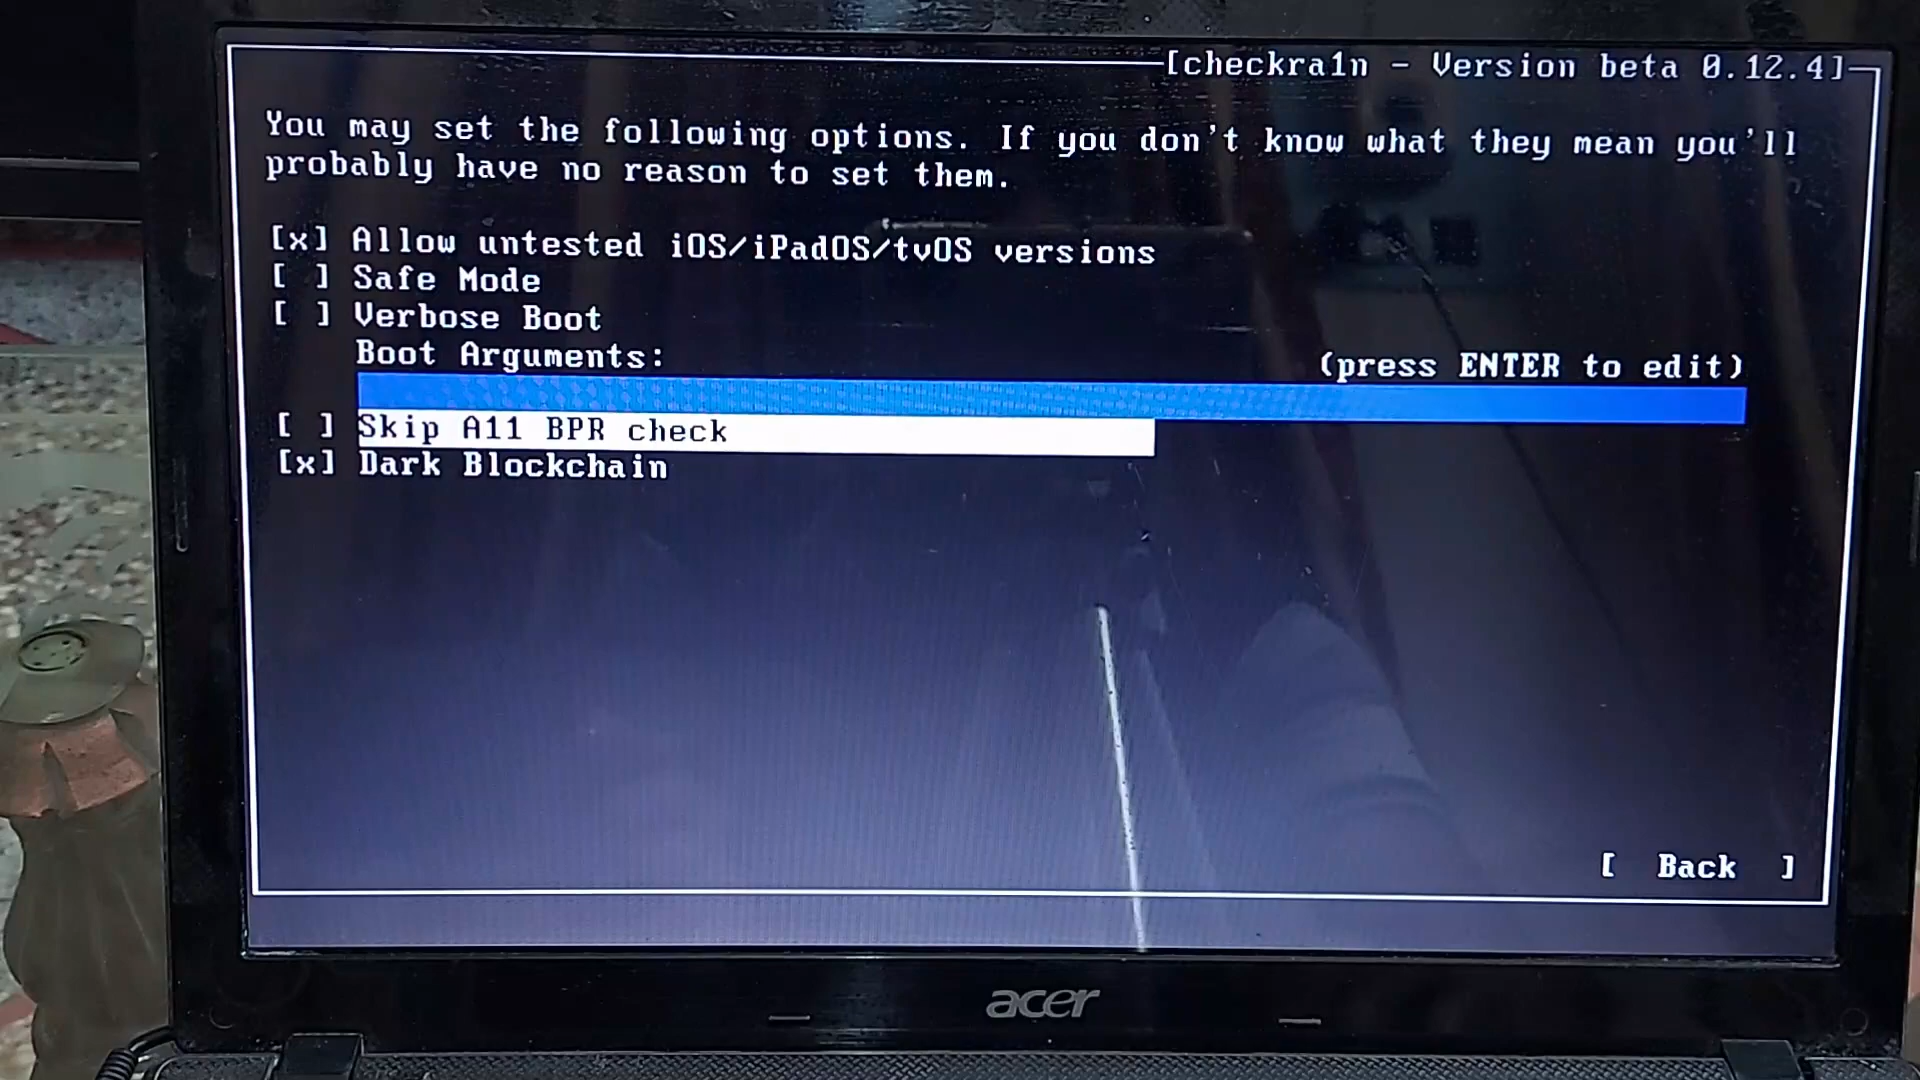 [checkra1n - Version beta 0.12.4]
You may set the following options. If you don't know what they mean you'll
probably have no reason to set them.
[x] Allow untested iOS/iPadOS/tvOS versions
[ ] Safe Mode
[ ] Verbose Boot
Boot Arguments: (press ENTER to edit)
[ ] Skip A11 BPR check
[x] Dark Blockchain
[ Back ]
acer